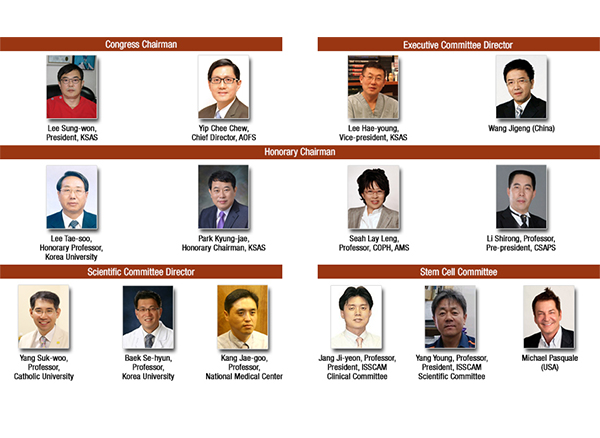 Congress Chairman
Executive Committee Director
Lee Sung-won,
President, KSAS
Yip Chee Chew,
Chief Director, AOFS
Lee Hae-young,
Vice-president, KSAS
Wang Jigeng (China)
Honorary Chairman
Lee Tae-soo,
Honorary Professor,
Korea University
Park Kyung-jae,
Honorary Chairman, KSAS
Seah Lay Leng,
Professor, COPH, AMS
Li Shirong, Professor,
Pre-president, CSAPS
Scientific Committee Director
Stem Cell Committee
Yang Suk-woo,
Professor,
Catholic University
Baek Se-hyun,
Professor,
Korea University
Kang Jae-goo,
Professor,
National Medical Center
Jang Ji-yeon, Professor,
President, ISSCAM
Clinical Committee
Yang Young, Professor,
President, ISSCAM
Scientific Committee
Michael Pasquale
(USA)